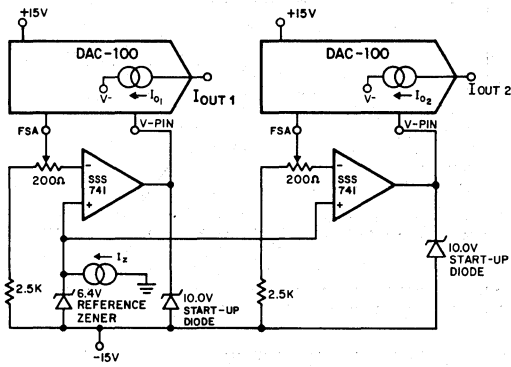 +15V
DAC-100
V-
I₀₁
IOUT 1
FSA
V-PIN
200Ω
-
SSS
741
+
Iz
2.5K
6.4V
REFERENCE
ZENER
10.0V
START-UP
DIODE
-15V
+15V
DAC-100
V-
I₀₂
IOUT 2
FSA
V-PIN
200Ω
-
SSS
741
+
2.5K
10.0V
START-UP
DIODE